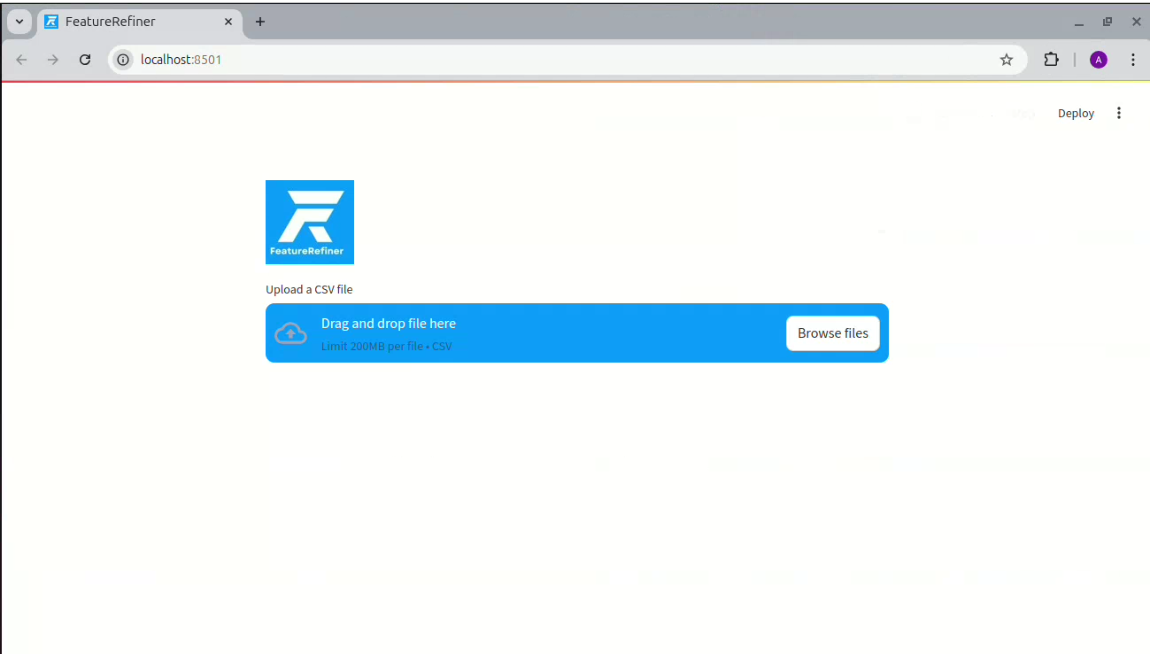 FeatureRefiner
localhost:8501
A
Deploy
FeatureRefiner
Upload a CSV file
Drag and drop file here
Limit 200MB per file • CSV
Browse files